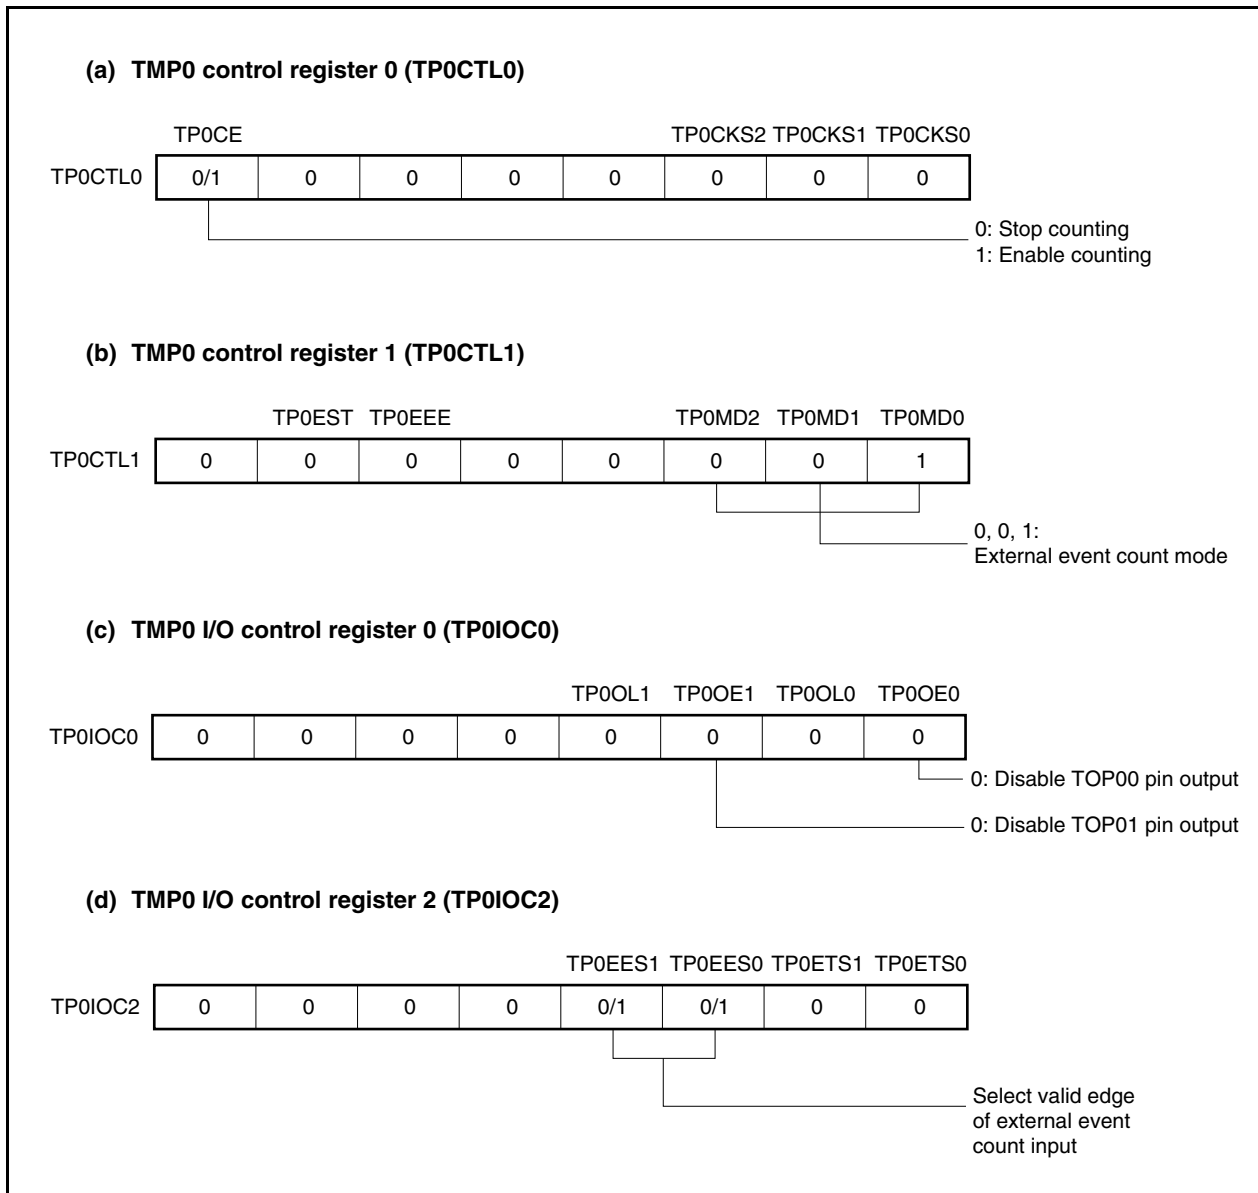 (a) TMP0 control register 0 (TP0CTL0)
TP0CE TP0CKS2 TP0CKS1 TP0CKS0
TP0CTL0 0/1 0 0 0 0 0 0 0
0: Stop counting
1: Enable counting
(b) TMP0 control register 1 (TP0CTL1)
TP0EST TP0EEE TP0MD2 TP0MD1 TP0MD0
TP0CTL1 0 0 0 0 0 0 0 1
0, 0, 1:
External event count mode
(c) TMP0 I/O control register 0 (TP0IOC0)
TP0OL1 TP0OE1 TP0OL0 TP0OE0
TP0IOC0 0 0 0 0 0 0 0 0
0: Disable TOP00 pin output
0: Disable TOP01 pin output
(d) TMP0 I/O control register 2 (TP0IOC2)
TP0EES1 TP0EES0 TP0ETS1 TP0ETS0
TP0IOC2 0 0 0 0 0/1 0/1 0 0
Select valid edge
of external event
count input